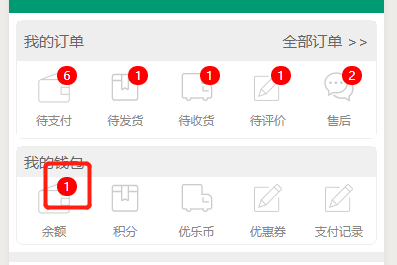 我的订单 全部订单 >>
6 1 1 1 2
待支付 待发货 待收货 待评价 售后
我的钱包
1
余额 积分 优乐币 优惠券 支付记录